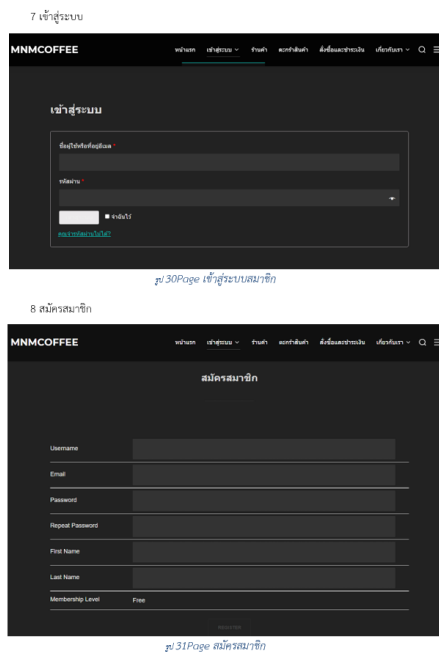 7 เข้าสู่ระบบ
MNMCOFFEE หน้าแรก เข้าสู่ระบบ ร้านค้า ตะกร้าสินค้า สั่งซื้อและชำระเงิน เกี่ยวกับเรา
เข้าสู่ระบบ
ชื่อผู้ใช้หรือที่อยู่อีเมล *
รหัสผ่าน *
จำฉันไว้
คุณจำรหัสผ่านไม่ได้?
รูป 30Page เข้าสู่ระบบสมาชิก
8 สมัครสมาชิก
MNMCOFFEE หน้าแรก เข้าสู่ระบบ ร้านค้า ตะกร้าสินค้า สั่งซื้อและชำระเงิน เกี่ยวกับเรา
สมัครสมาชิก
Username
Email
Password
Repeat Password
First Name
Last Name
Membership Level Free
รูป 31Page สมัครสมาชิก